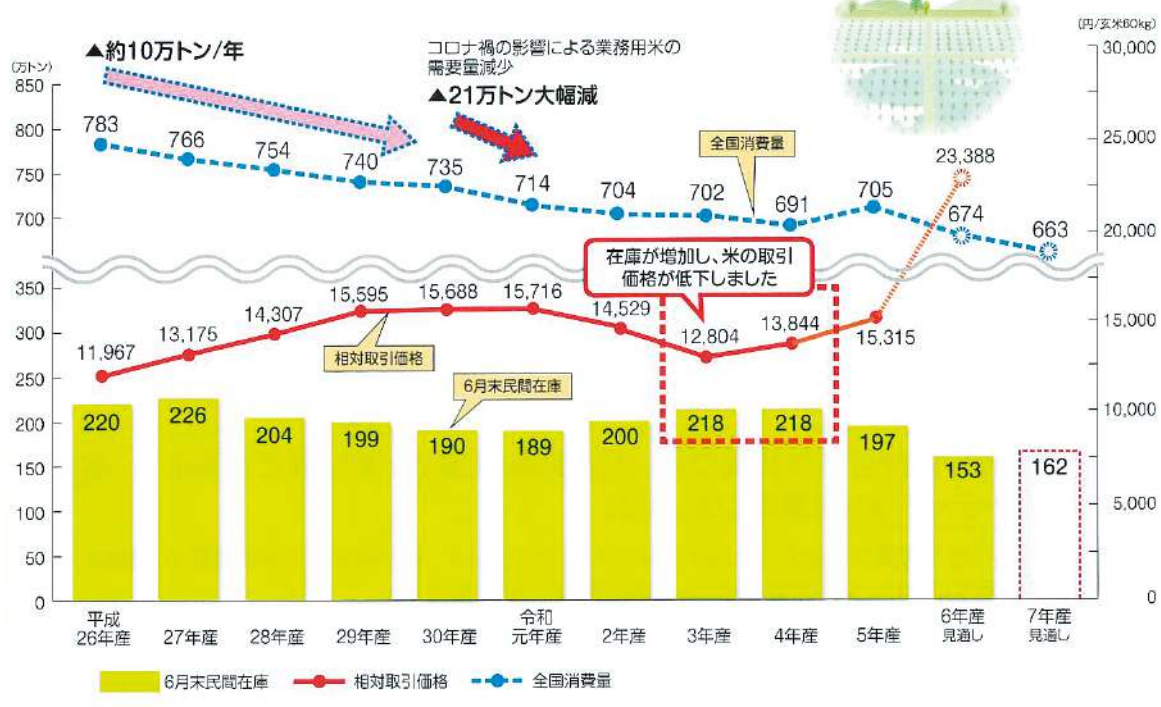 (円/玄米60kg)
▲約10万トン/年
コロナ禍の影響による業務用米の
需要量減少
▲21万トン大幅減
(万トン)
850
800
750
700
350
300
250
200
150
100
50
0
30,000
25,000
20,000
15,000
10,000
5,000
0
783
766
754
740
735
714
704
702
691
705
674
663
全国消費量
23,388
在庫が増加し、米の取引
価格が低下しました
11,967
13,175
14,307
15,595
15,688
15,716
14,529
12,804
13,844
15,315
相対取引価格
6月末民間在庫
220
226
204
199
190
189
200
218
218
197
153
162
平成
26年産
27年産
28年産
29年産
30年産
令和
元年産
2年産
3年産
4年産
5年産
6年産
見通し
7年産
見通し
6月末民間在庫
相対取引価格
全国消費量